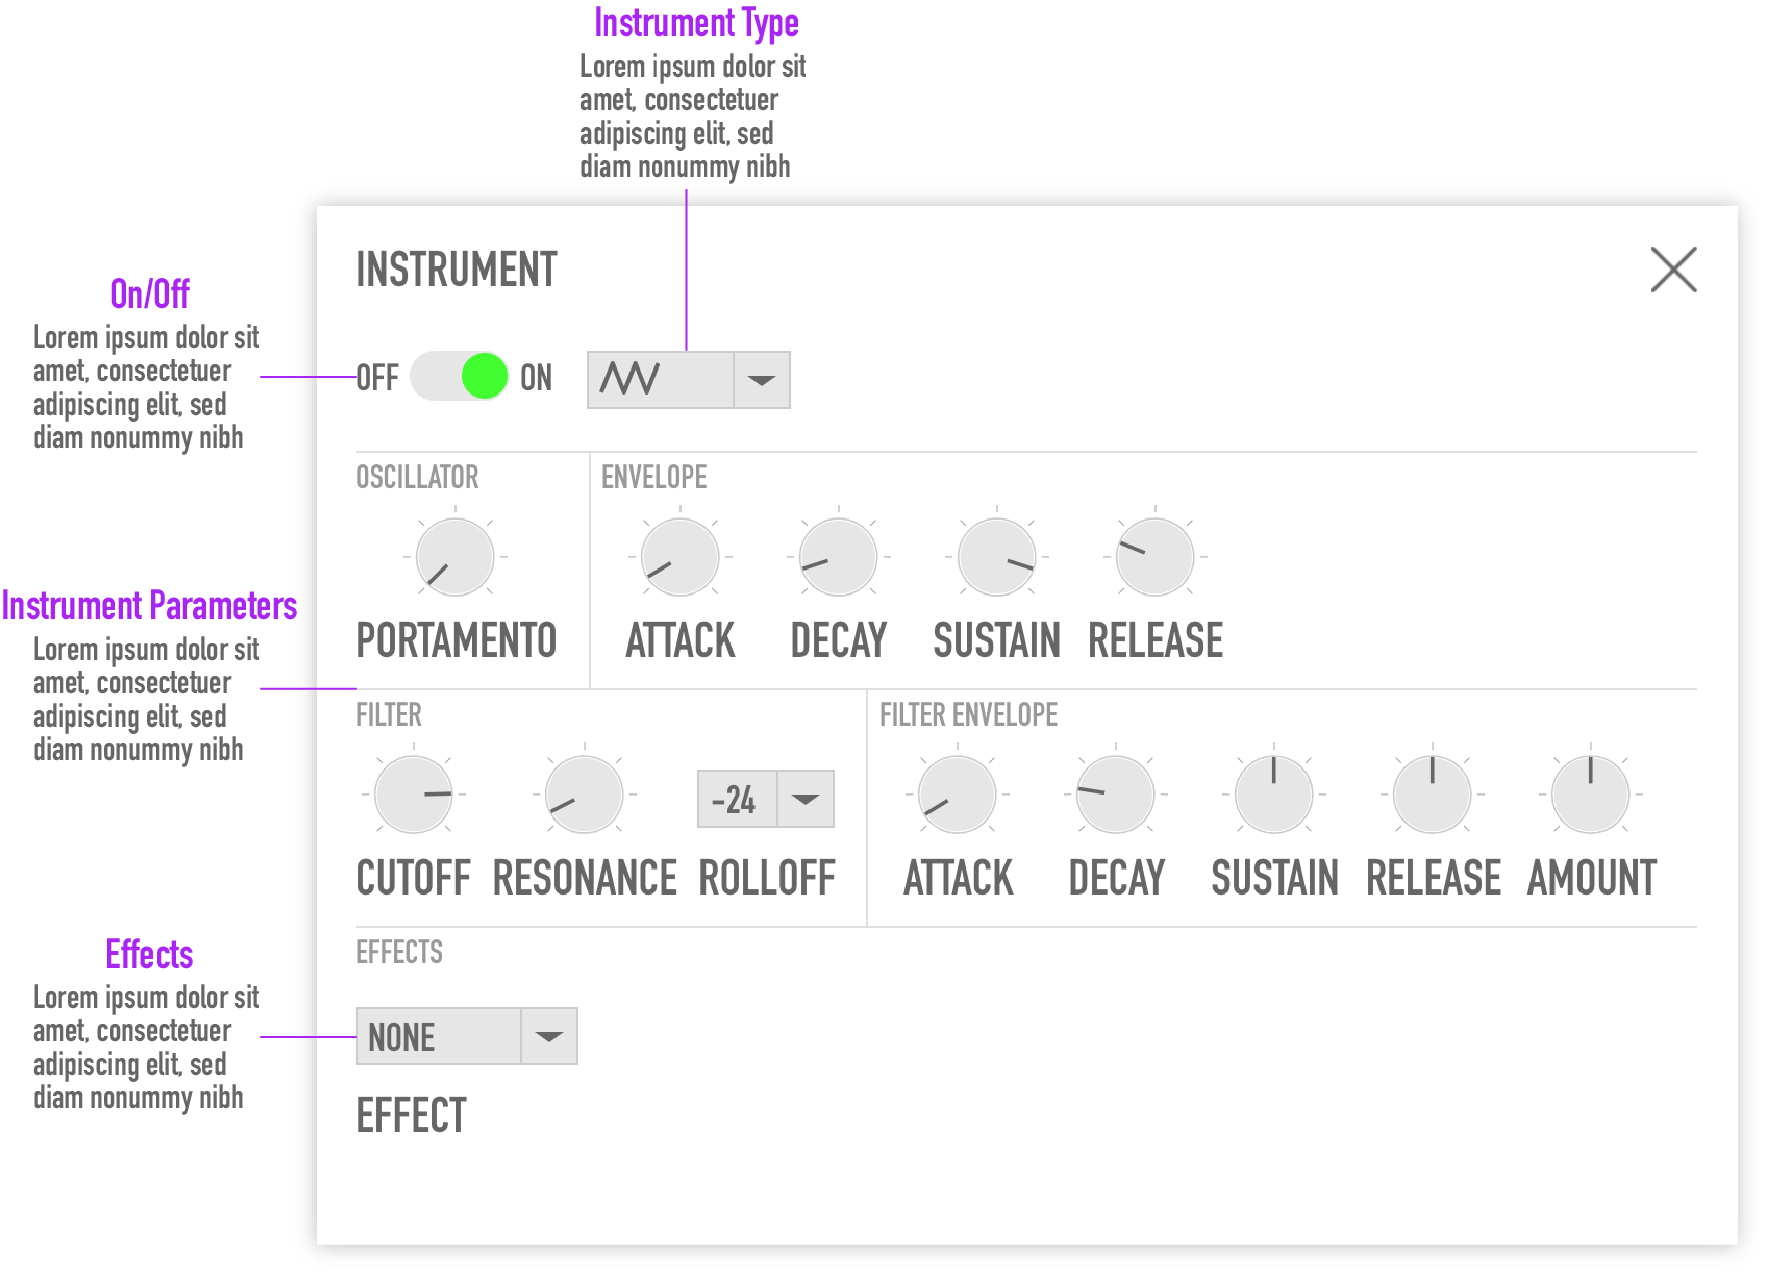 Instrument Type
Lorem ipsum dolor sit
amet, consectetuer
adipiscing elit, sed
diam nonummy nibh
INSTRUMENT
On/Off
Lorem ipsum dolor sit
amet, consectetuer
adipiscing elit, sed
diam nonummy nibh
OFF ON
OSCILLATOR ENVELOPE
PORTAMENTO ATTACK DECAY SUSTAIN RELEASE
Instrument Parameters
Lorem ipsum dolor sit
amet, consectetuer
adipiscing elit, sed
diam nonummy nibh
FILTER FILTER ENVELOPE
-24
CUTOFF RESONANCE ROLLOFF ATTACK DECAY SUSTAIN RELEASE AMOUNT
Effects
Lorem ipsum dolor sit
amet, consectetuer
adipiscing elit, sed
diam nonummy nibh
EFFECTS
NONE
EFFECT